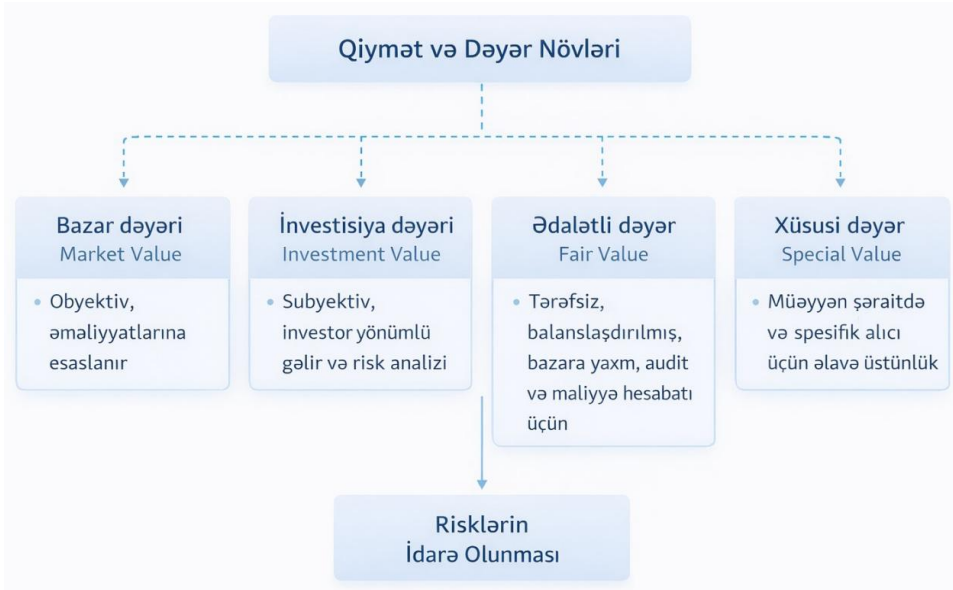 Qiymət və Dəyər Növləri
Bazar dəyəri
Market Value
• Obyektiv,
əməliyyatlarına
esaslanır
İnvestisiya dəyəri
Investment Value
• Subyektiv,
investor yönümlü
gəlir və risk analizi
Ədalətli dəyər
Fair Value
• Tərəfsiz,
balanslaşdırılmış,
bazara yaxm, audit
və maliyyə hesabatı
üçün
Xüsusi dəyər
Special Value
• Müəyyən şəraitdə
və spesifik alıcı
üçün əlavə üstünlük
Risklərin
İdarə Olunması